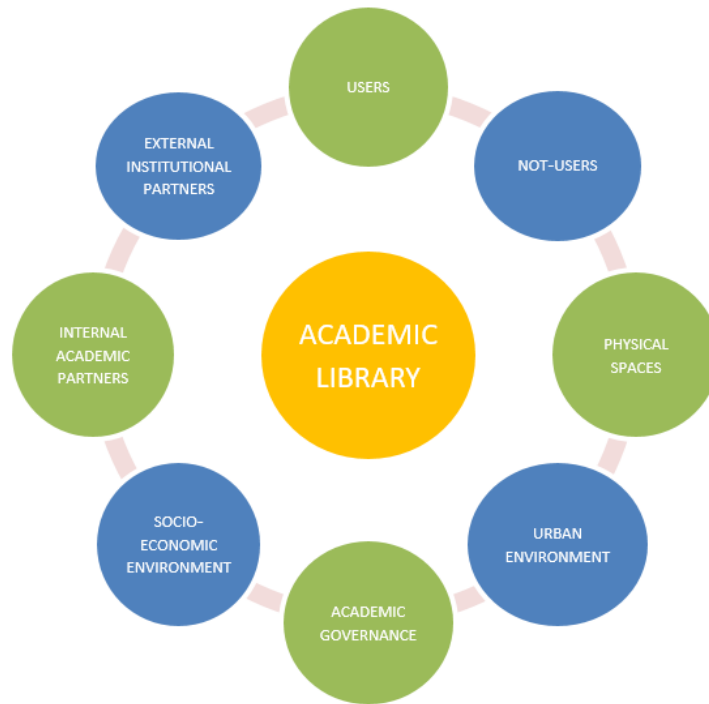 USERS
EXTERNAL
INSTITUTIONAL
PARTNERS
NOT-USERS
INTERNAL
ACADEMIC
PARTNERS
ACADEMIC
LIBRARY
PHYSICAL
SPACES
SOCIO-
ECONOMIC
ENVIRONMENT
URBAN
ENVIRONMENT
ACADEMIC
GOVERNANCE